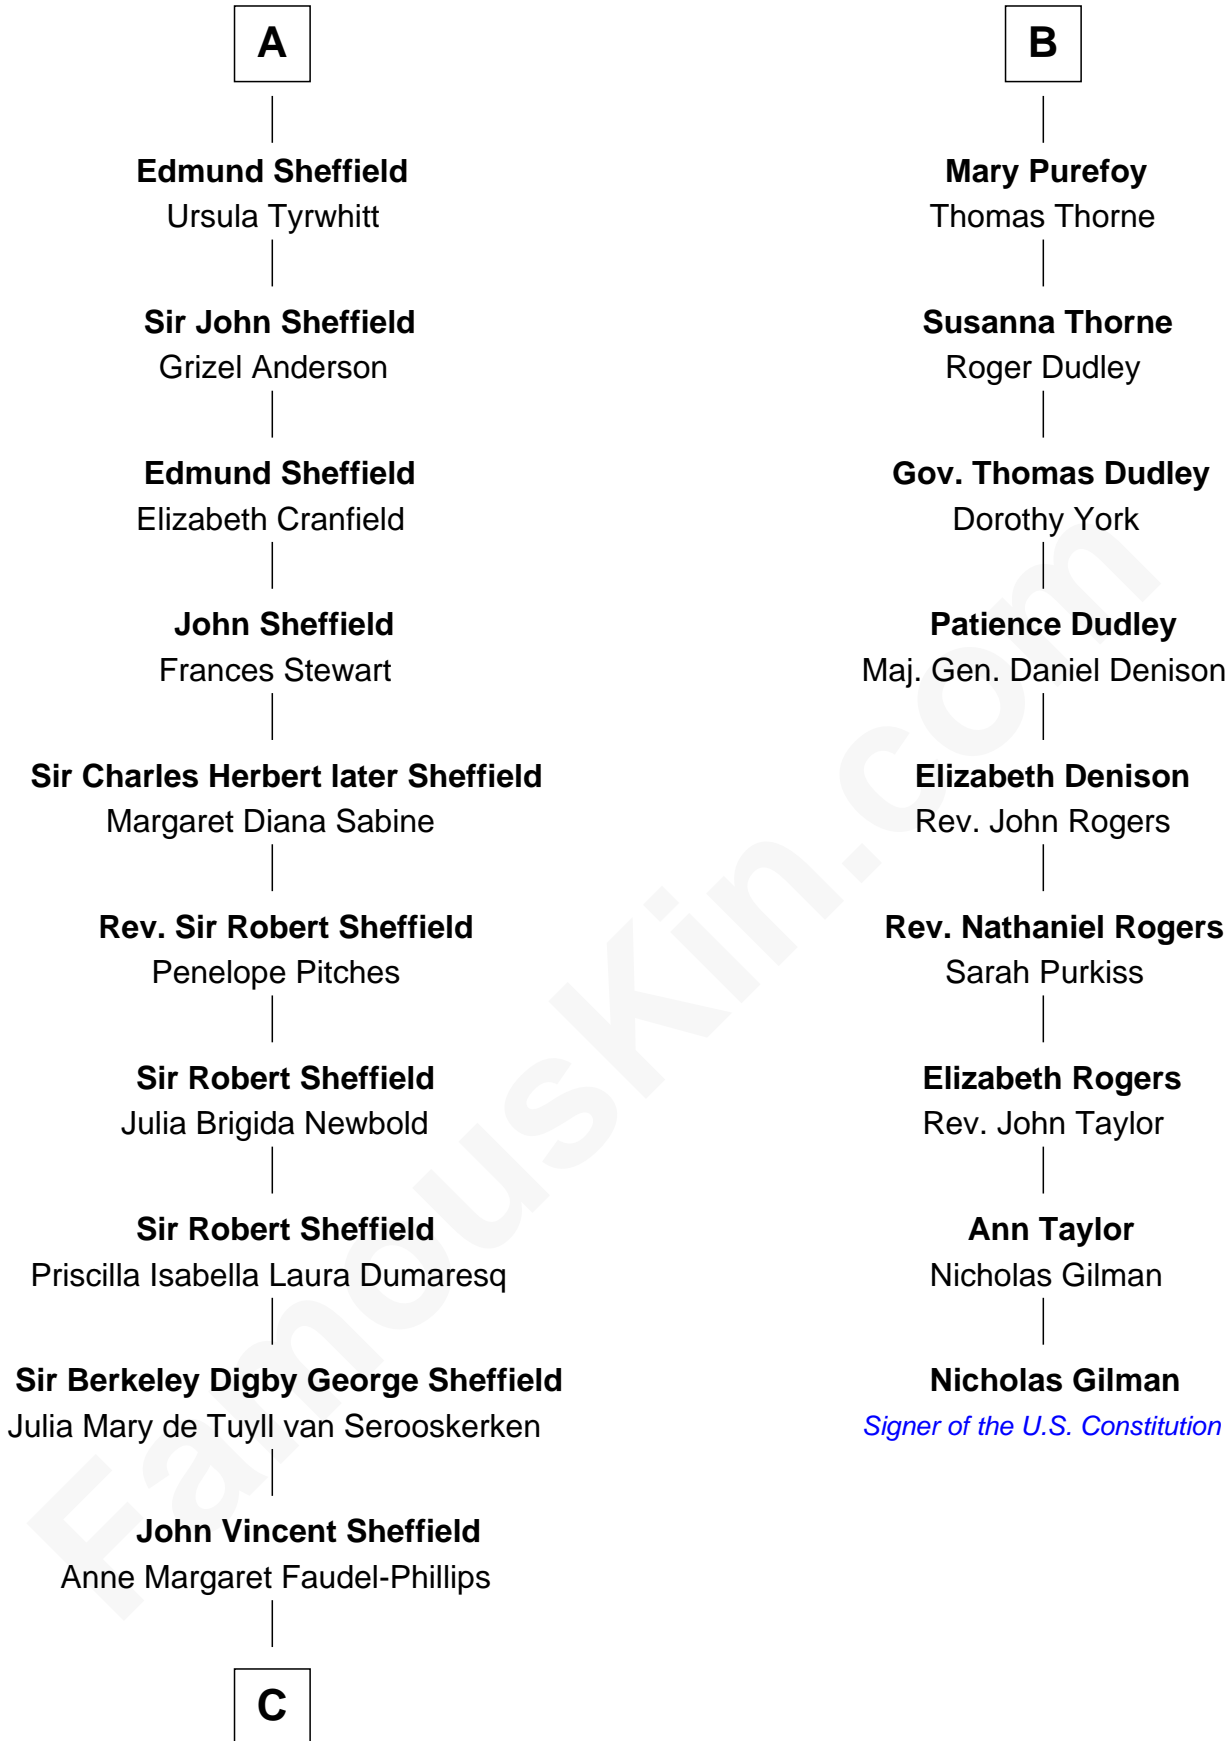 A
Edmund Sheffield
Ursula Tyrwhitt
Sir John Sheffield
Grizel Anderson
Edmund Sheffield
Elizabeth Cranfield
John Sheffield
Frances Stewart
Sir Charles Herbert later Sheffield
Margaret Diana Sabine
Rev. Sir Robert Sheffield
Penelope Pitches
Sir Robert Sheffield
Julia Brigida Newbold
Sir Robert Sheffield
Priscilla Isabella Laura Dumaresq
Sir Berkeley Digby George Sheffield
Julia Mary de Tuyll van Serooskerken
John Vincent Sheffield
Anne Margaret Faudel-Phillips
C
B
Mary Purefoy
Thomas Thorne
Susanna Thorne
Roger Dudley
Gov. Thomas Dudley
Dorothy York
Patience Dudley
Maj. Gen. Daniel Denison
Elizabeth Denison
Rev. John Rogers
Rev. Nathaniel Rogers
Sarah Purkiss
Elizabeth Rogers
Rev. John Taylor
Ann Taylor
Nicholas Gilman
Nicholas Gilman
Signer of the U.S. Constitution
FamousKin.com